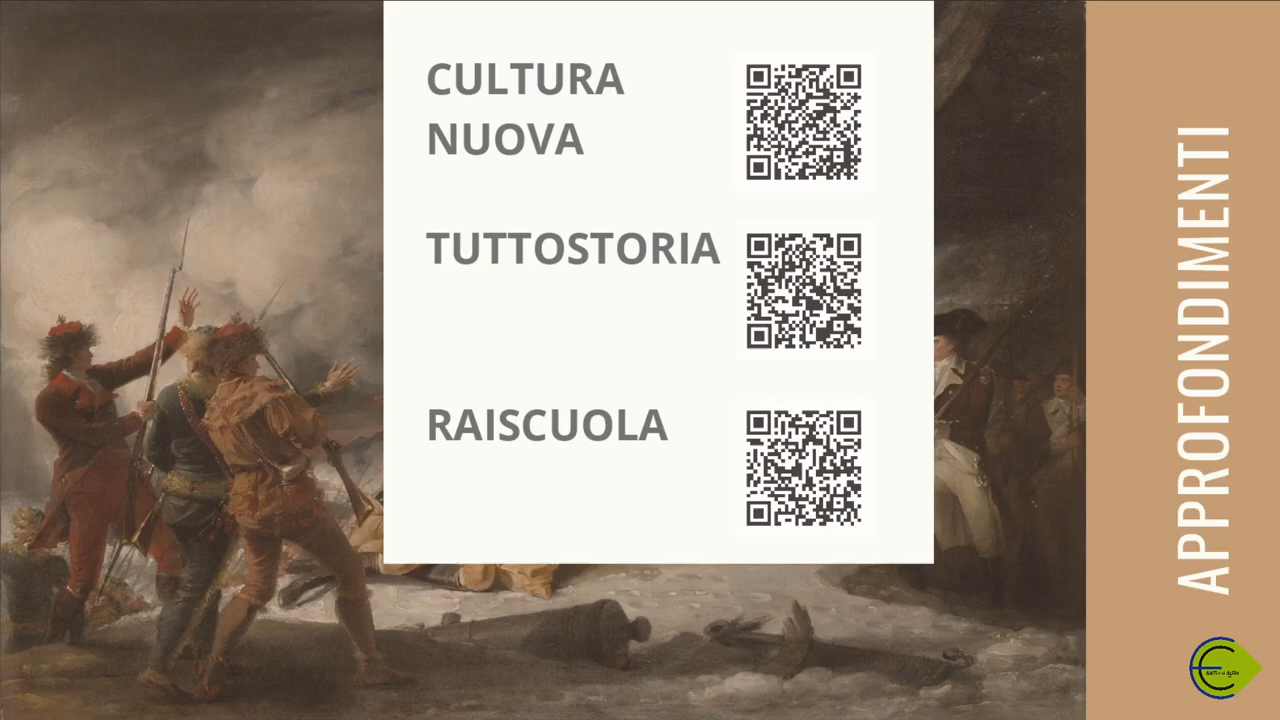 CULTURA
NUOVA
TUTTOSTORIA
RAISCUOLA
APPROFONDIMENTI